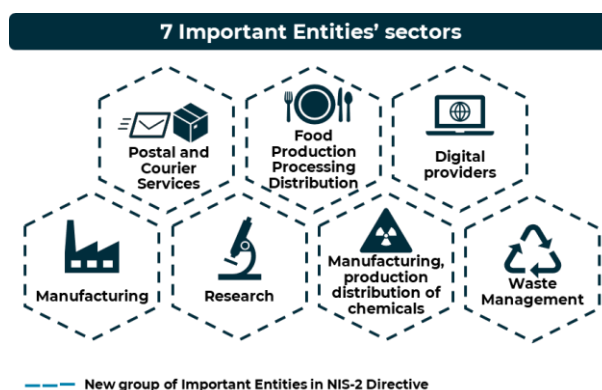 7 Important Entities' sectors
Postal and
Courier
Services
Food
Production
Processing
Distribution
Digital
providers
Manufacturing
Research
Manufacturing,
production
distribution of
chemicals
Waste
Management
New group of Important Entities in NIS-2 Directive